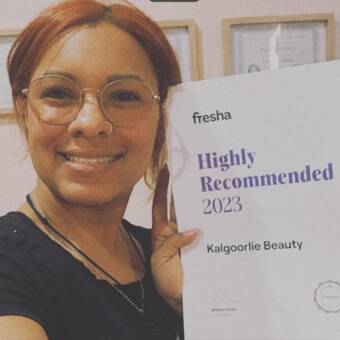 fresha
Highly
Recommended
2023
Kalgoorlie Beauty